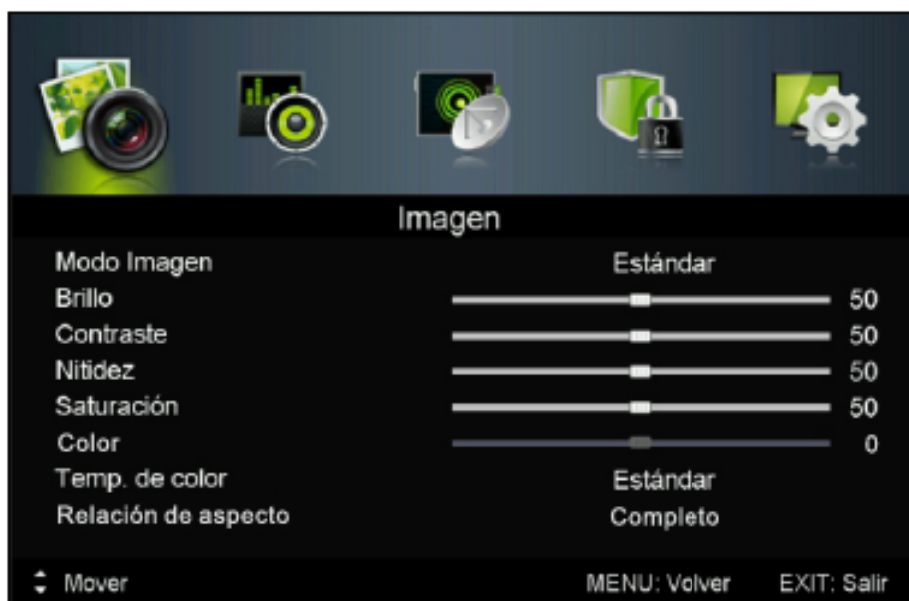 Imagen
Modo Imagen Estándar
Brillo 50
Contraste 50
Nitidez 50
Saturación 50
Color 0
Temp. de color Estándar
Relación de aspecto Completo
Mover MENU: Volver EXIT: Salir